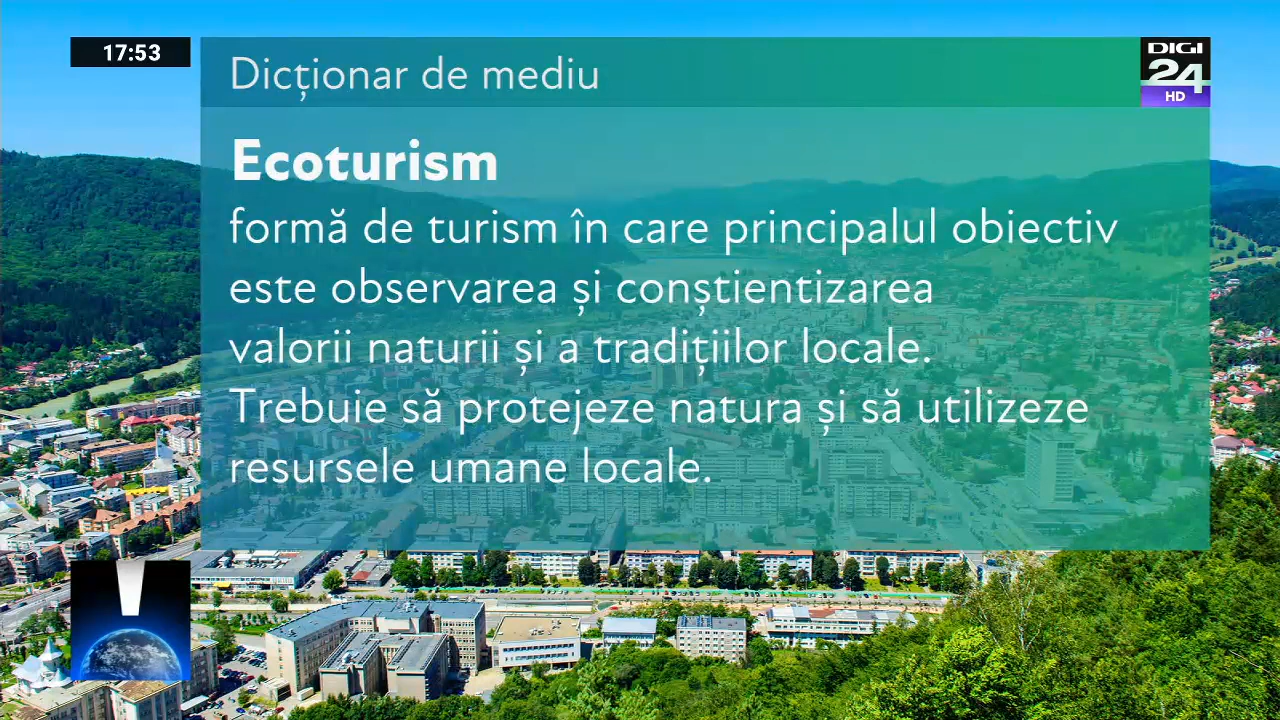 17:53
Dicționar de mediu
DIGI
24
HD
Ecoturism
formă de turism în care principalul obiectiv
este observarea și conștientizarea
valorii naturii și a tradițiilor locale.
Trebuie să protejeze natura și să utilizeze
resursele umane locale.